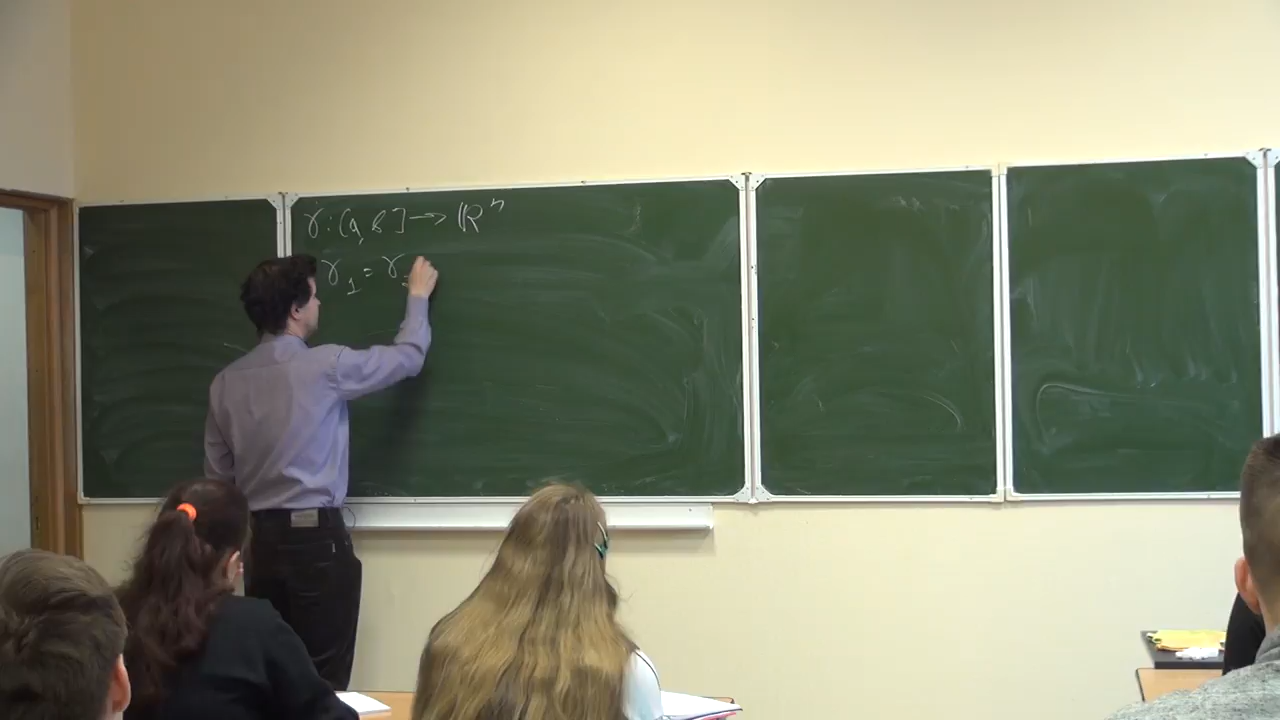 γ : [a, b] → ℝⁿ
γ₁ = γ